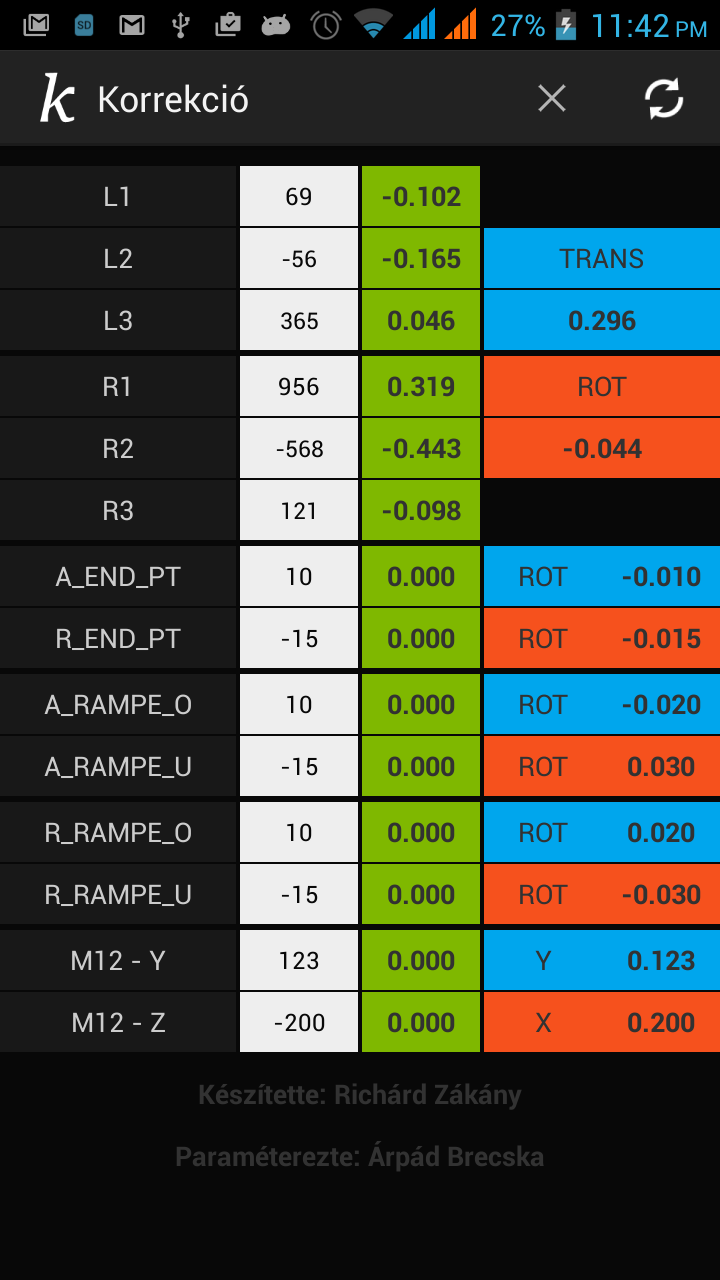 SD 27% 11:42 PM
k Korrekció
L1 69 -0.102
L2 -56 -0.165 TRANS
L3 365 0.046 0.296
R1 956 0.319 ROT
R2 -568 -0.443 -0.044
R3 121 -0.098
A_END_PT 10 0.000 ROT -0.010
R_END_PT -15 0.000 ROT -0.015
A_RAMPE_O 10 0.000 ROT -0.020
A_RAMPE_U -15 0.000 ROT 0.030
R_RAMPE_O 10 0.000 ROT 0.020
R_RAMPE_U -15 0.000 ROT -0.030
M12 - Y 123 0.000 Y 0.123
M12 - Z -200 0.000 X 0.200
Készítette: Richárd Zákány
Paraméterezte: Árpád Brecska